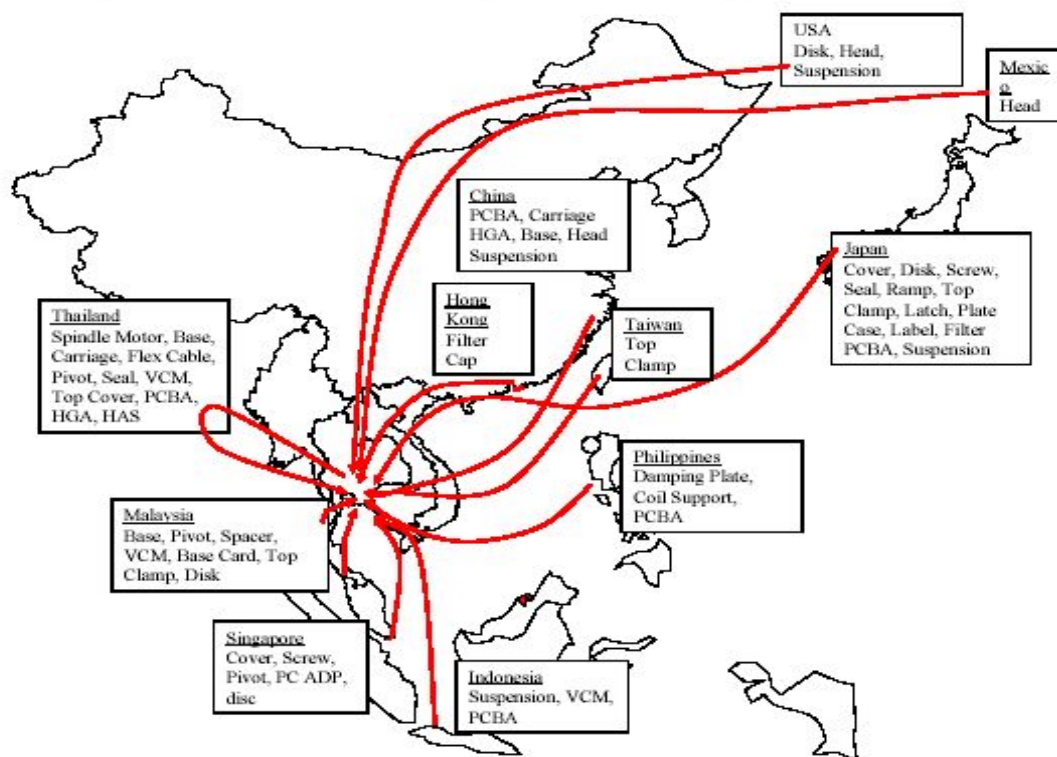 USA
Disk, Head,
Suspension
Mexic
o
Head
China
PCBA, Carriage
HGA, Base, Head
Suspension
Japan
Cover, Disk, Screw,
Seal, Ramp, Top
Clamp, Latch, Plate
Case, Label, Filter
PCBA, Suspension
Hong
Kong
Filter
Cap
Taiwan
Top
Clamp
Thailand
Spindle Motor, Base,
Carriage, Flex Cable,
Pivot, Seal, VCM,
Top Cover, PCBA,
HGA, HAS
Philippines
Damping Plate,
Coil Support,
PCBA
Malaysia
Base, Pivot, Spacer,
VCM, Base Card, Top
Clamp, Disk
Singapore
Cover, Screw,
Pivot, PC ADP,
disc
Indonesia
Suspension, VCM,
PCBA